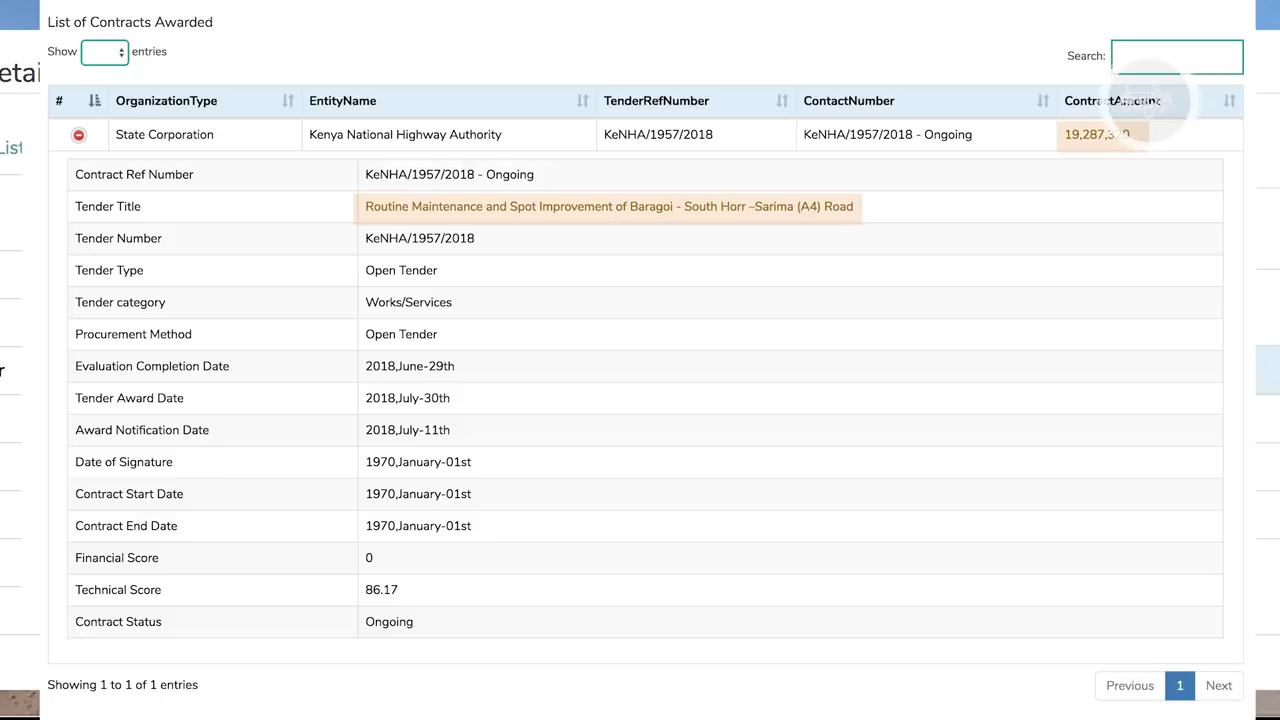 List of Contracts Awarded
Show entries
Search:
# OrganizationType EntityName TenderRefNumber ContactNumber ContractAmount
State Corporation Kenya National Highway Authority KeNHA/1957/2018 KeNHA/1957/2018 - Ongoing 19,287,320
Contract Ref Number KeNHA/1957/2018 - Ongoing
List
Tender Title Routine Maintenance and Spot Improvement of Baragoi - South Horr –Sarima (A4) Road
Tender Number KeNHA/1957/2018
Tender Type Open Tender
Tender category Works/Services
Procurement Method Open Tender
Evaluation Completion Date 2018,June-29th
Tender Award Date 2018,July-30th
Award Notification Date 2018,July-11th
Date of Signature 1970,January-01st
Contract Start Date 1970,January-01st
Contract End Date 1970,January-01st
Financial Score 0
Technical Score 86.17
Contract Status Ongoing
Showing 1 to 1 of 1 entries
Previous 1 Next